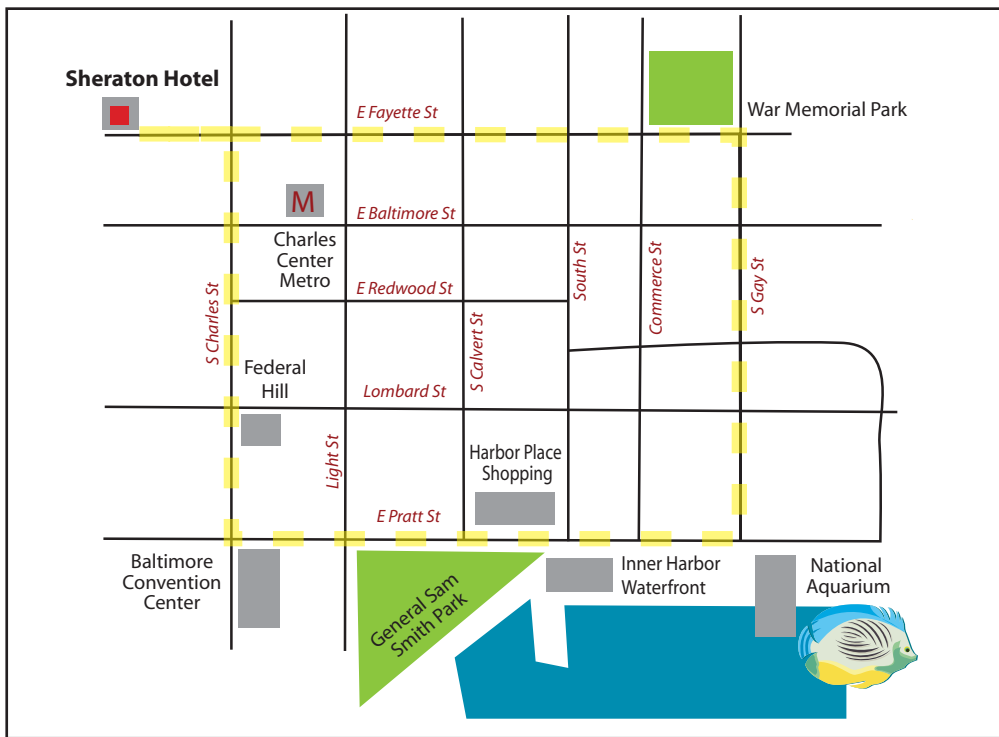 Sheraton Hotel
E Fayette St
War Memorial Park
M
E Baltimore St
Charles
Center
Metro
E Redwood St
South St
Commerce St
S Gay St
S Charles St
S Calvert St
Federal
Hill
Lombard St
Light St
Harbor Place
Shopping
E Pratt St
Baltimore
Convention
Center
General Sam
Smith Park
Inner Harbor
Waterfront
National
Aquarium